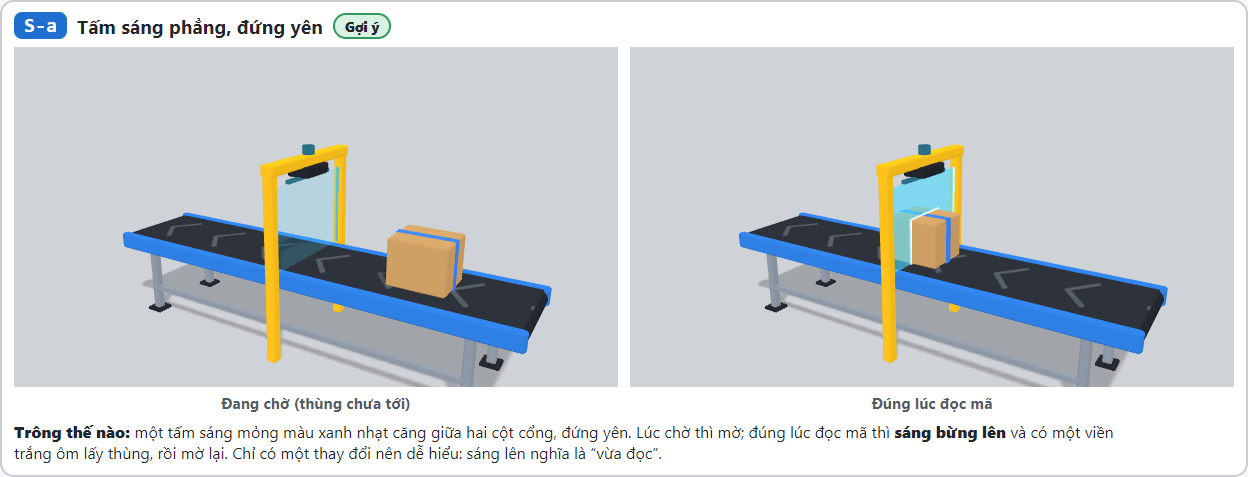 S-a Tấm sáng phẳng, đứng yên Gợi ý
Đang chờ (thùng chưa tới)
Đúng lúc đọc mã
Trông thế nào: một tấm sáng mỏng màu xanh nhạt căng giữa hai cột cổng, đứng yên. Lúc chờ thì mờ; đúng lúc đọc mã thì sáng bừng lên và có một viền
trắng ôm lấy thùng, rồi mờ lại. Chỉ có một thay đổi nên dễ hiểu: sáng lên nghĩa là “vừa đọc”.